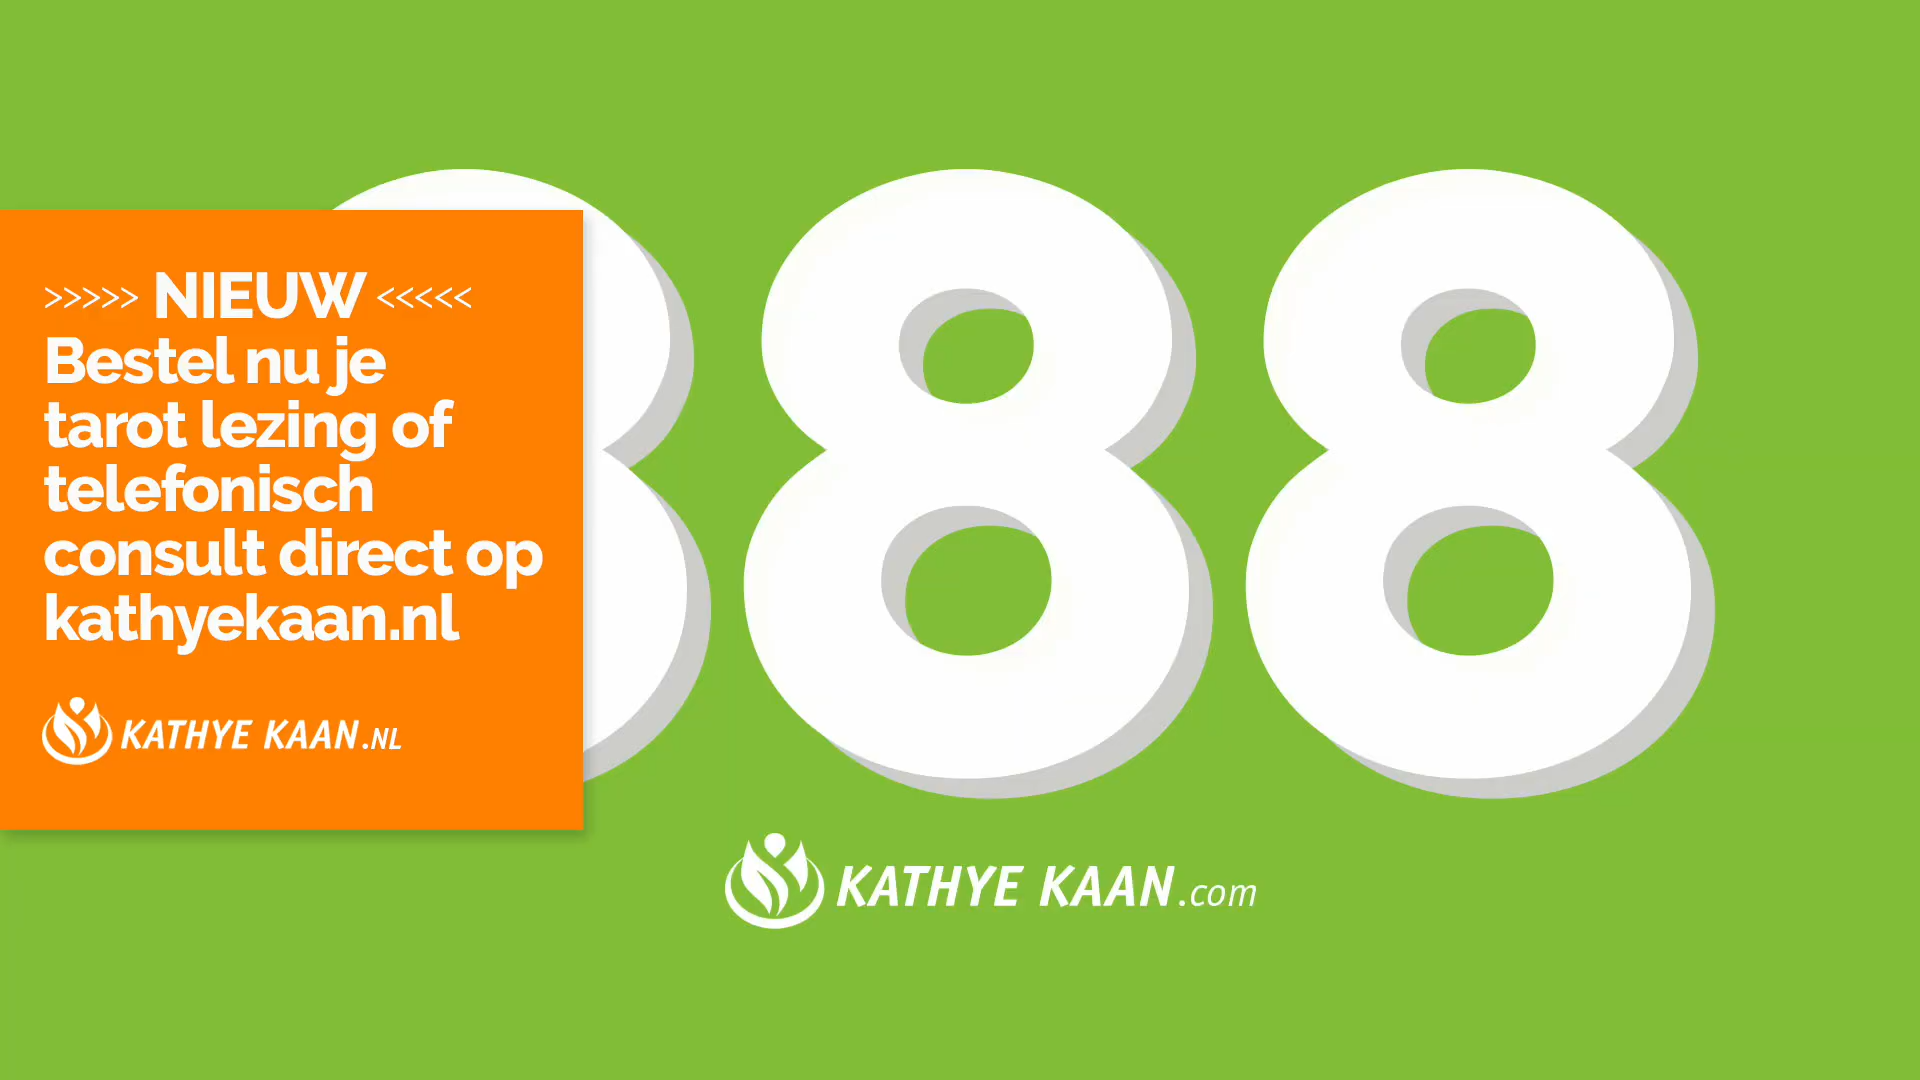 >>>>> NIEUW <<<<<
Bestel nu je
tarot lezing of
telefonisch
consult direct op
kathyekaan.nl
KATHYE KAAN.NL
888
KATHYE KAAN.com